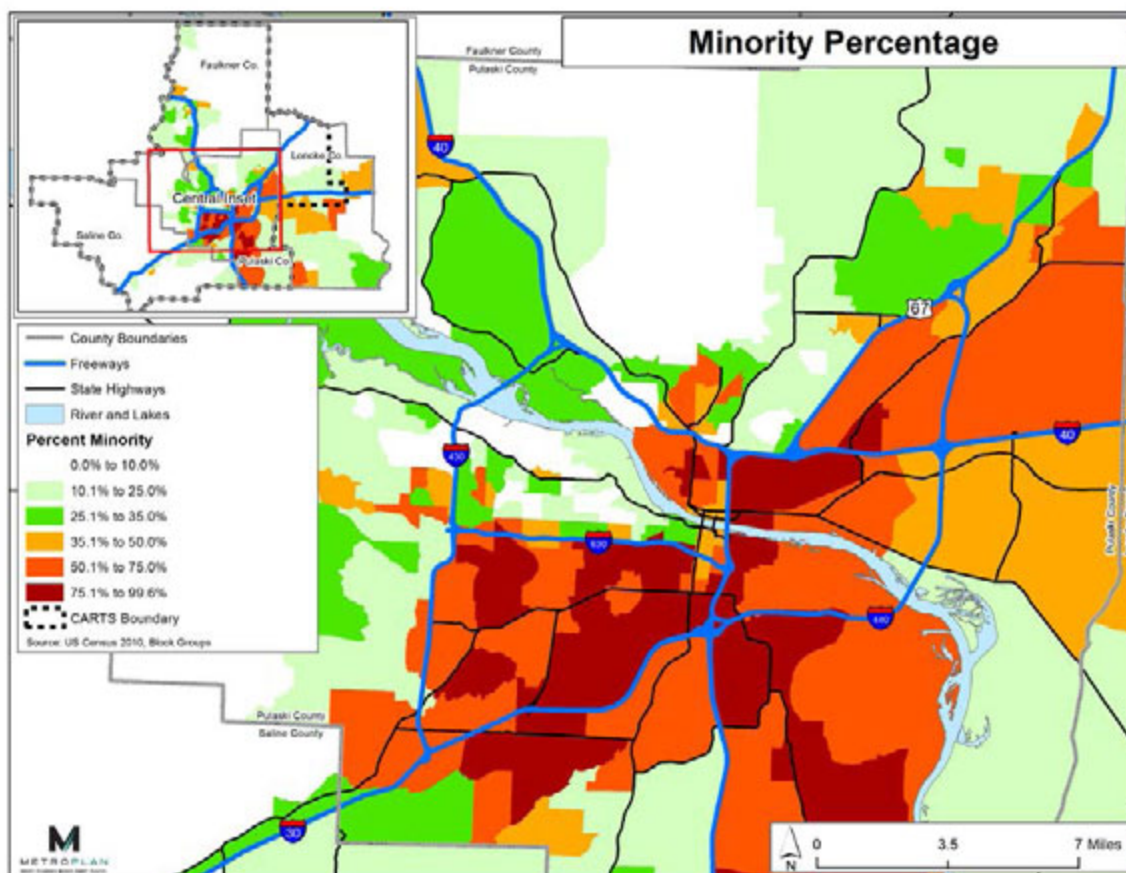 Minority Percentage
Faulkner County
Pulaski County
Faulkner Co.
Lonoke Co.
Central Inset
Saline Co.
Pulaski Co.
40
67
40
430
630
440
30
Pulaski County
Pulaski County
Saline County
County Boundaries
Freeways
State Highways
River and Lakes
Percent Minority
0.0% to 10.0%
10.1% to 25.0%
25.1% to 35.0%
35.1% to 50.0%
50.1% to 75.0%
75.1% to 99.6%
CARTS Boundary
Source: US Census 2010, Block Groups
METROPLAN
N
0 3.5 7 Miles